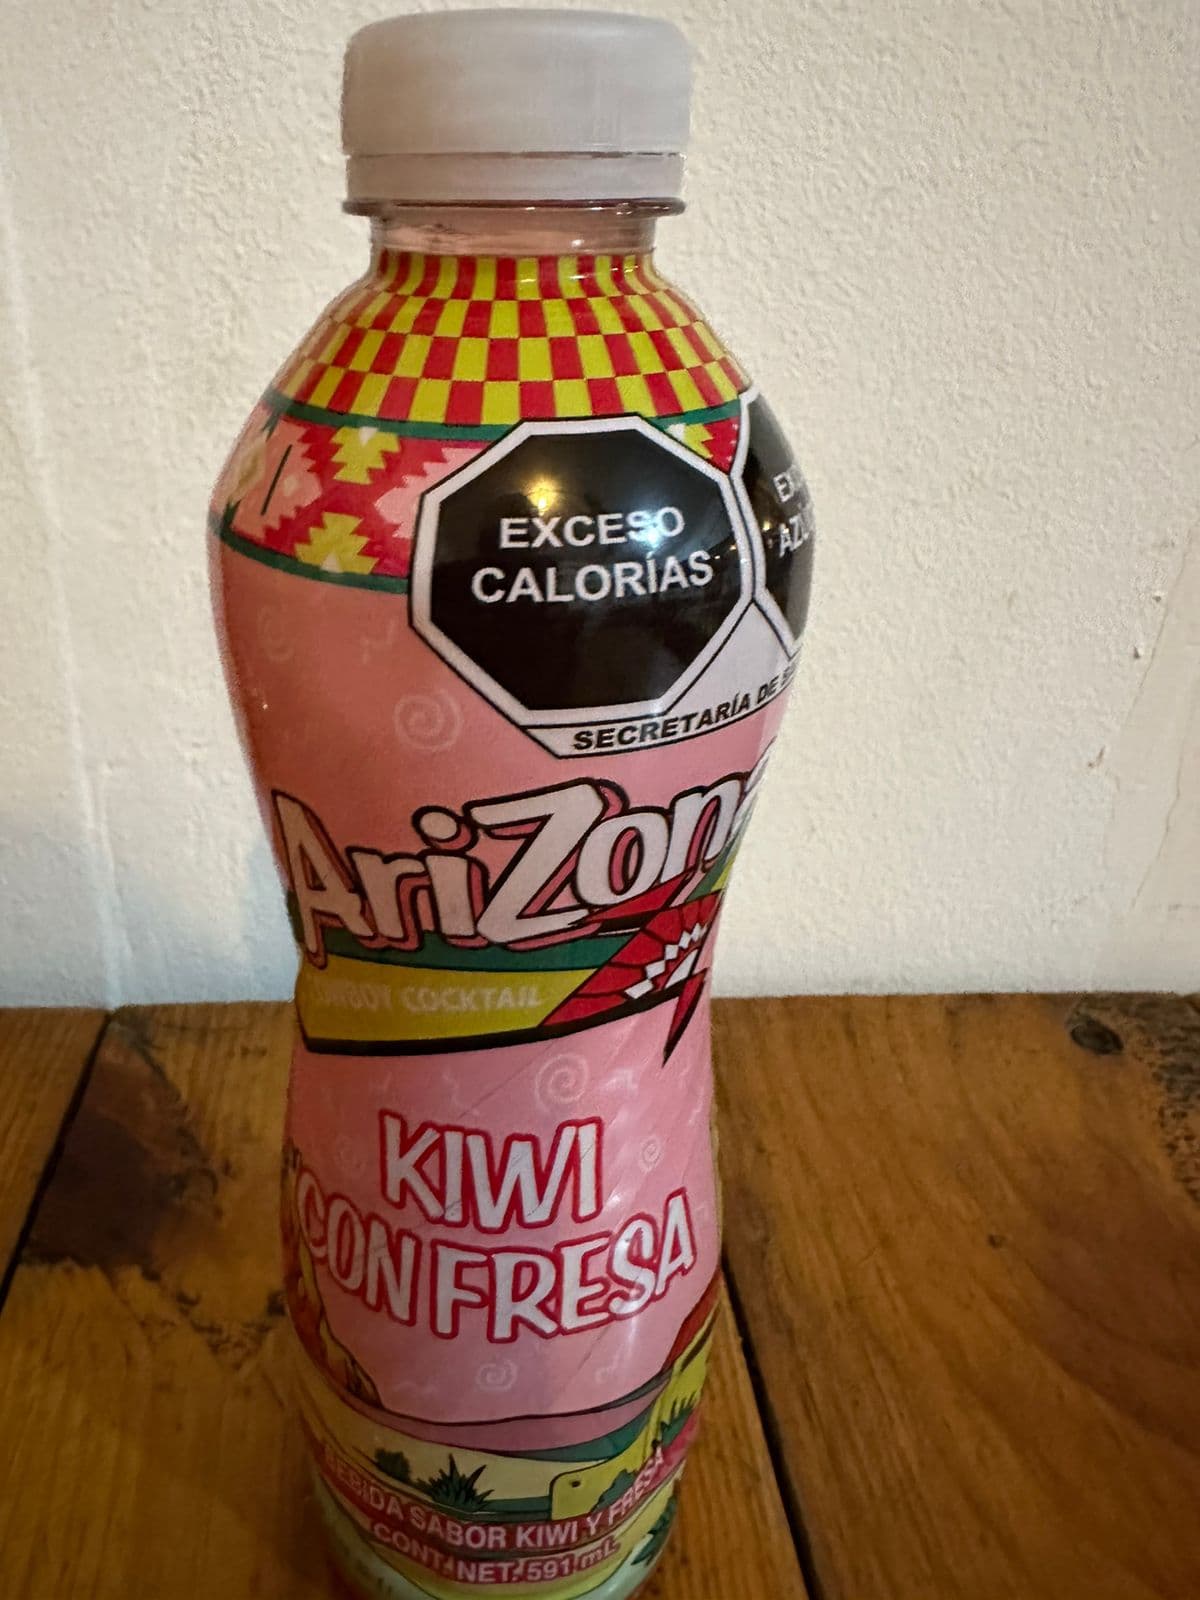 EXCESO
CALORÍAS
SECRETARÍA DE
AriZona
COCKTAIL
KIWI
CON FRESA
BEBIDA SABOR KIWI Y FRESA
CONT. NET. 591 mL